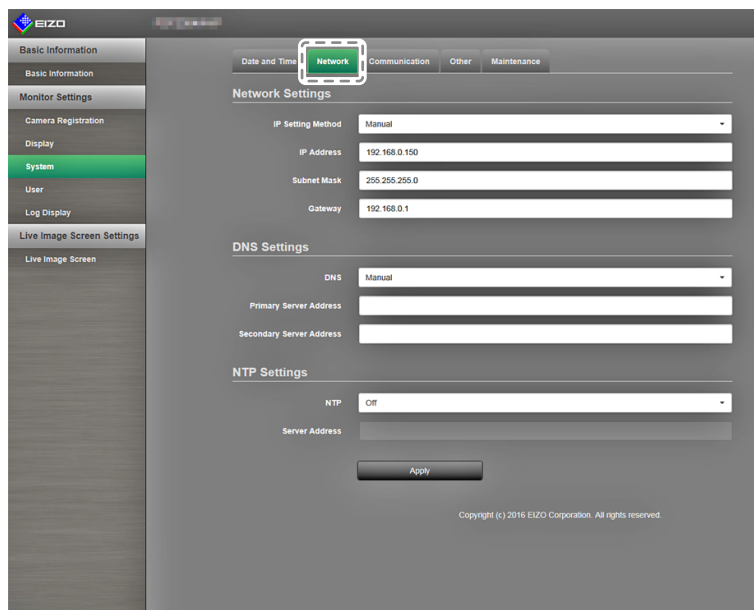 EIZO
Basic Information
Basic Information
Monitor Settings
Camera Registration
Display
System
User
Log Display
Live Image Screen Settings
Live Image Screen
Date and Time Network Communication Other Maintenance
Network Settings
IP Setting Method Manual
IP Address 192.168.0.150
Subnet Mask 255.255.255.0
Gateway 192.168.0.1
DNS Settings
DNS Manual
Primary Server Address
Secondary Server Address
NTP Settings
NTP Off
Server Address
Apply
Copyright (c) 2016 EIZO Corporation. All rights reserved.